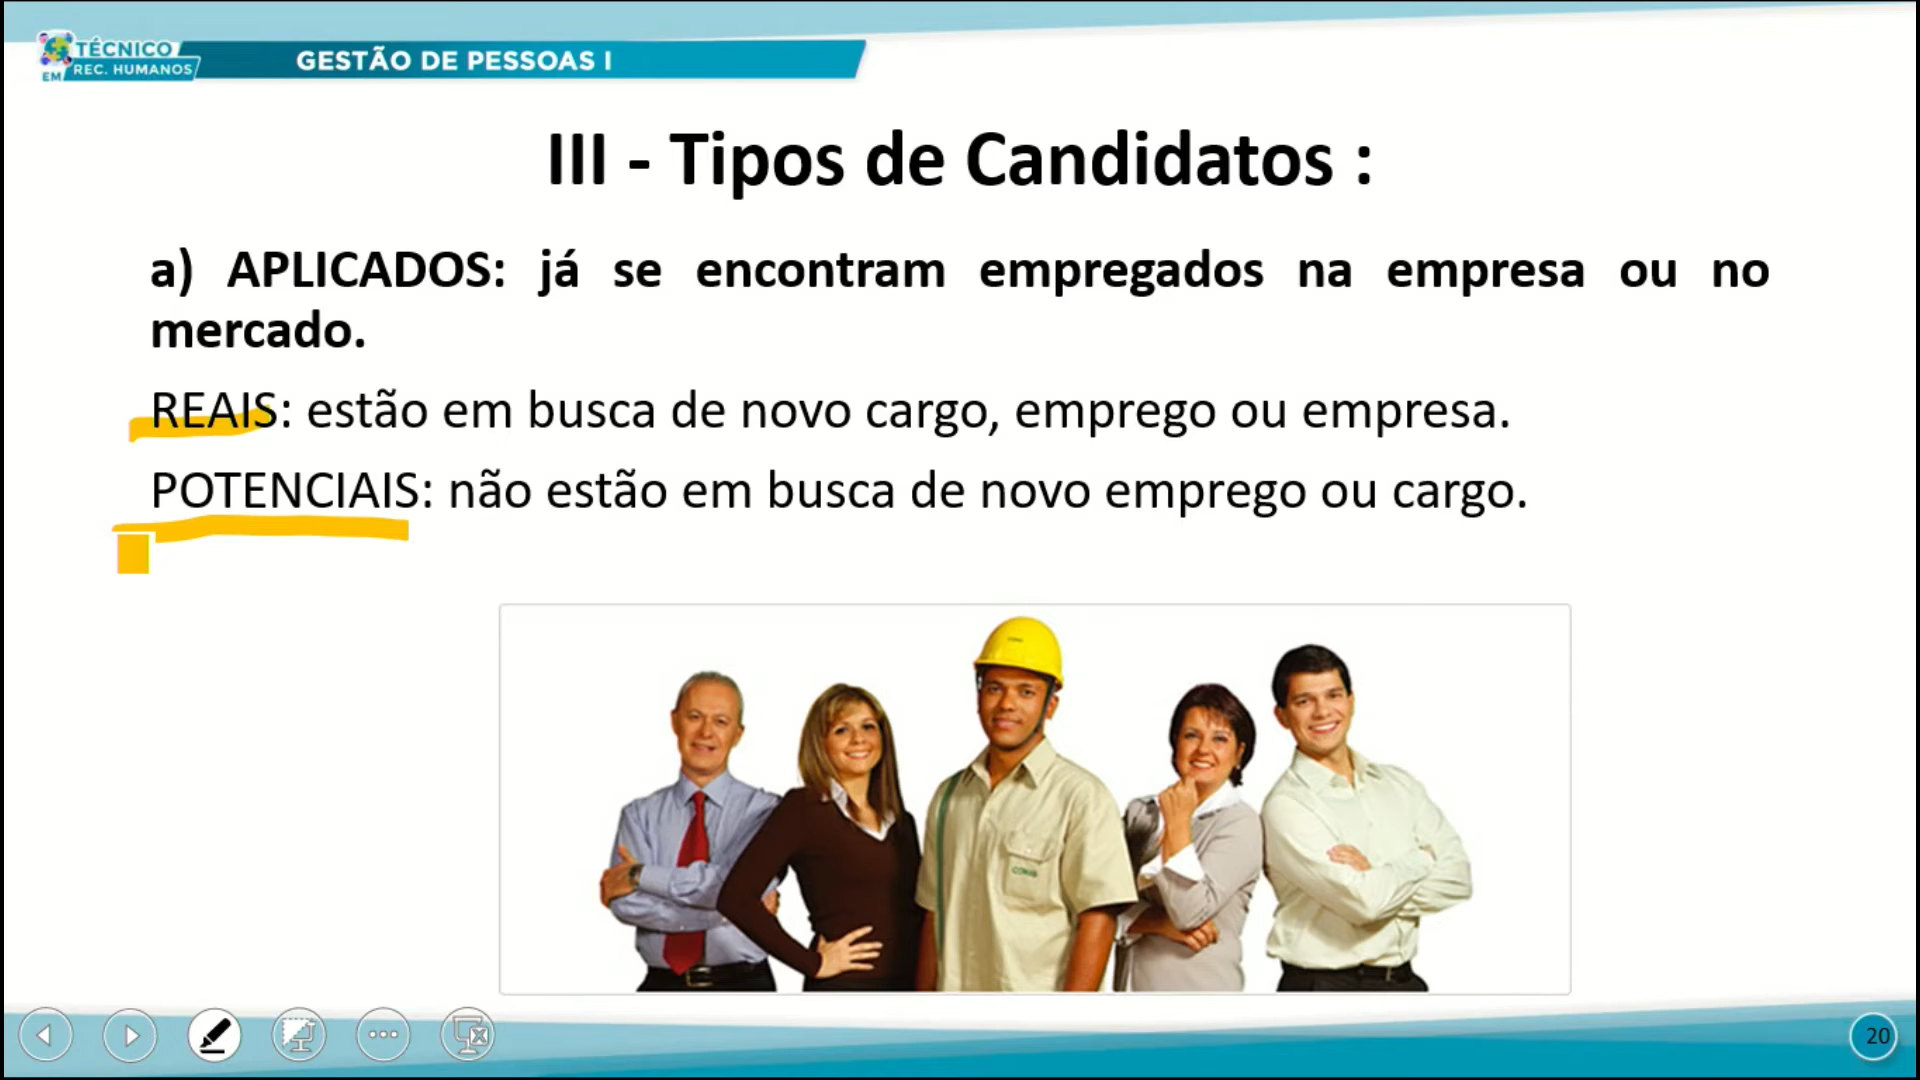 TÉCNICO
EM REC. HUMANOS
GESTÃO DE PESSOAS I
III - Tipos de Candidatos :
a) APLICADOS: já se encontram empregados na empresa ou no
mercado.
REAIS: estão em busca de novo cargo, emprego ou empresa.
POTENCIAIS: não estão em busca de novo emprego ou cargo.
20